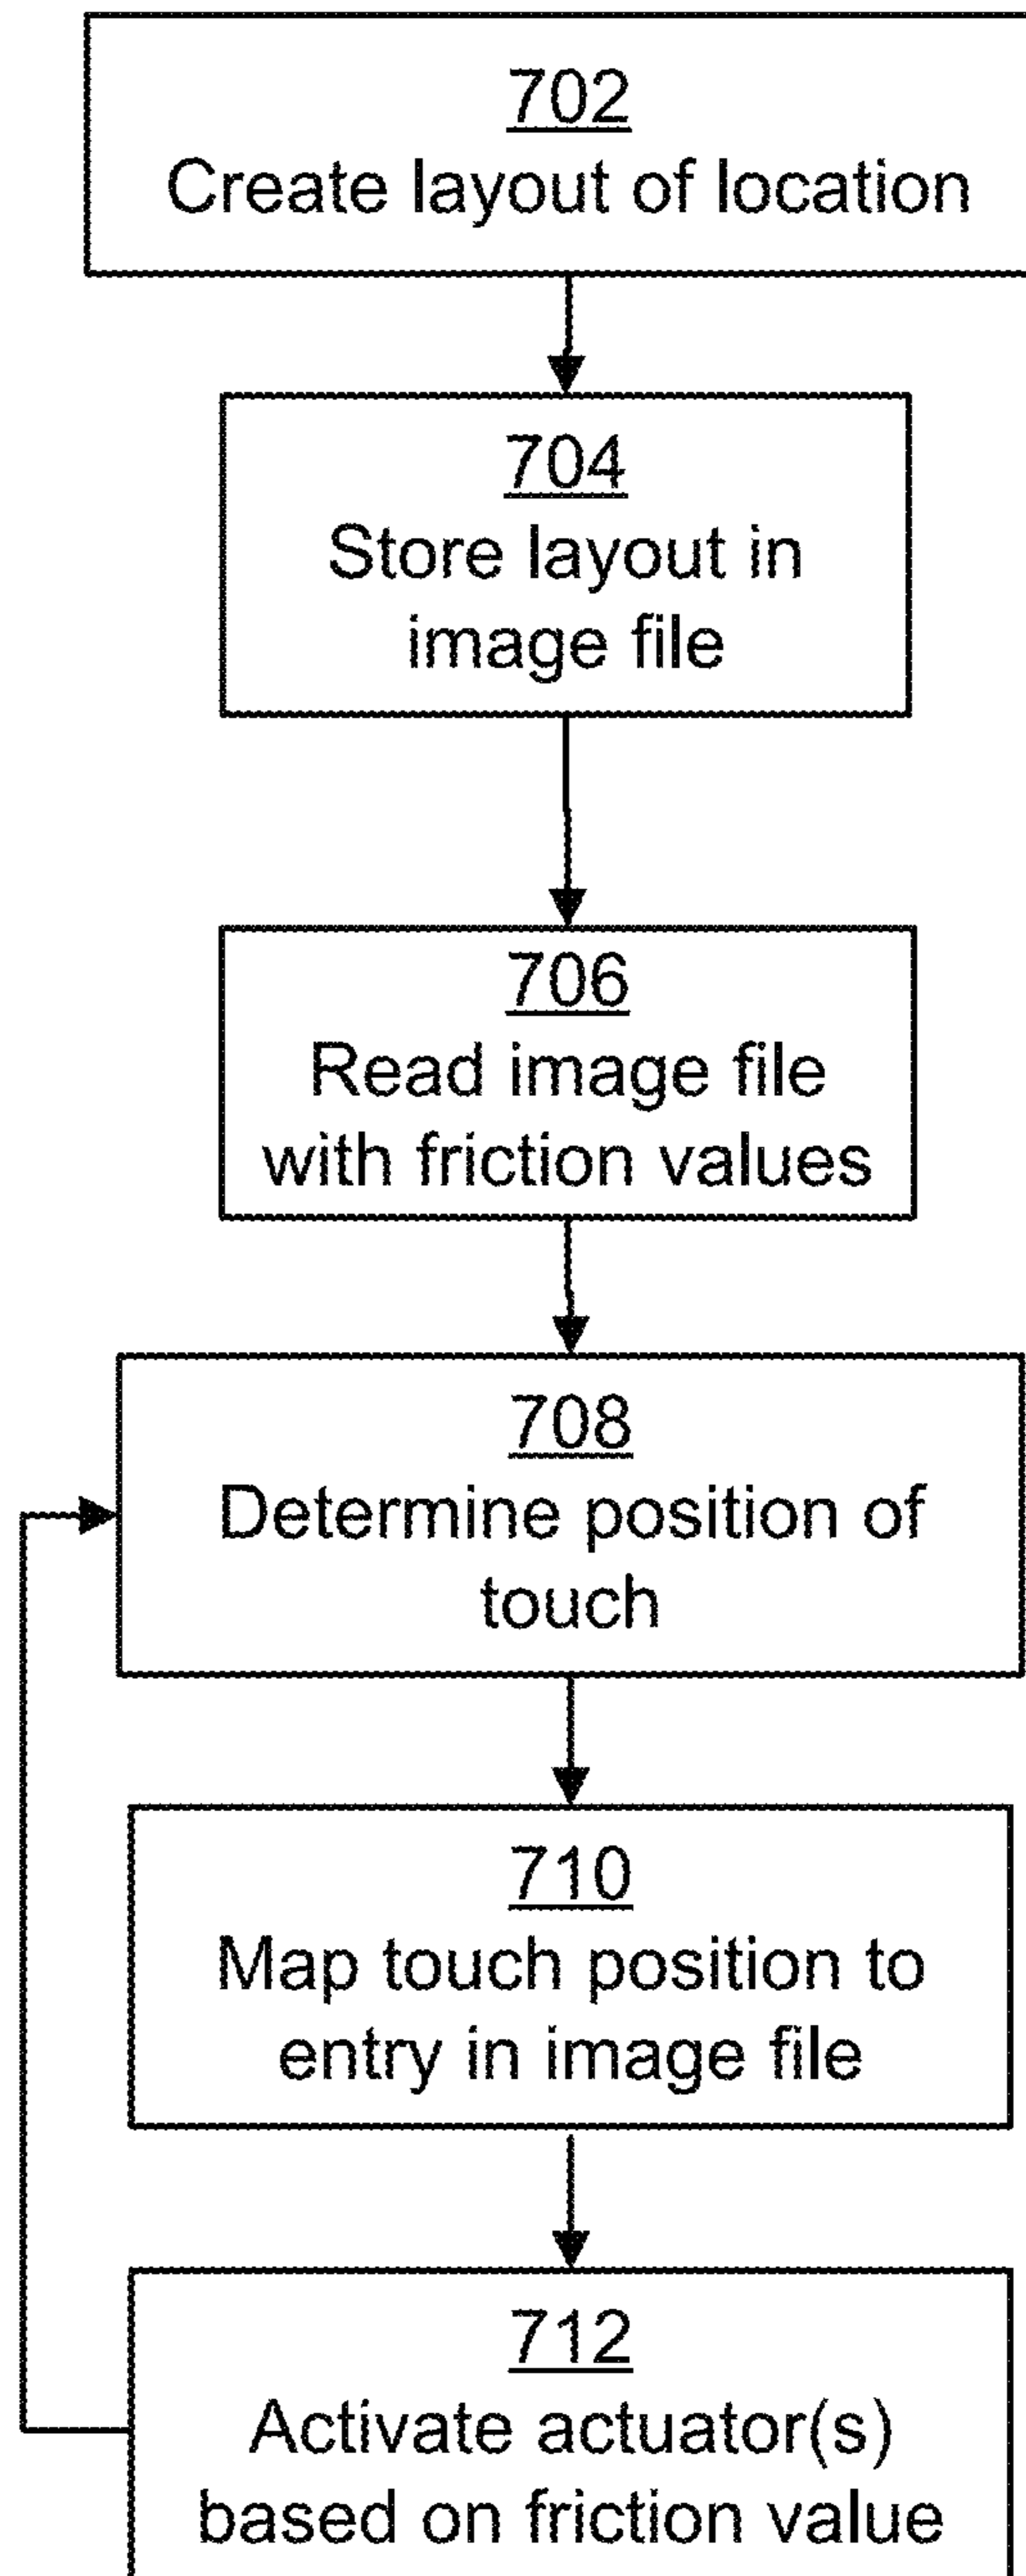 702
Create layout of location
704
Store layout in
image file
706
Read image file
with friction values
708
Determine position of
touch
710
Map touch position to
entry in image file
712
Activate actuator(s)
based on friction value